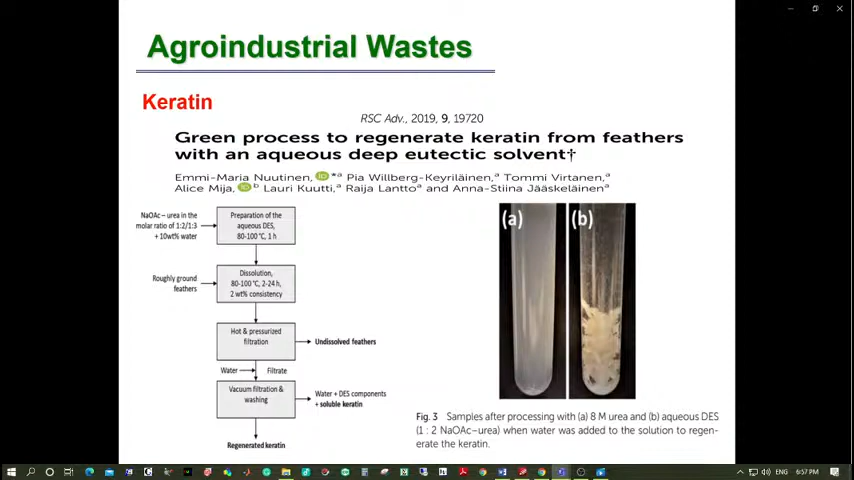 Agroindustrial Wastes
Keratin
RSC Adv., 2019, 9, 19720
Green process to regenerate keratin from feathers
with an aqueous deep eutectic solvent†
Emmi-Maria Nuutinen, iD *a Pia Willberg-Keyriläinen,a Tommi Virtanen,a
Alice Mija, iD b Lauri Kuutti,a Raija Lanttoa and Anna-Stiina Jääskeläinena
NaOAc – urea in the
molar ratio of 1:2/1:3
+ 10wt% water
Preparation of the
aqueous DES,
80-100 °C, 1 h
Roughly ground
feathers
Dissolution,
80-100 °C, 2-24 h,
2 wt% consistency
Hot & pressurized
filtration
Undissolved feathers
Water
Filtrate
Vacuum filtration &
washing
Water + DES components
+ soluble keratin
Regenerated keratin
(a)
(b)
Fig. 3 Samples after processing with (a) 8 M urea and (b) aqueous DES
(1 : 2 NaOAc–urea) when water was added to the solution to regen-
erate the keratin.
ENG
6:57 PM